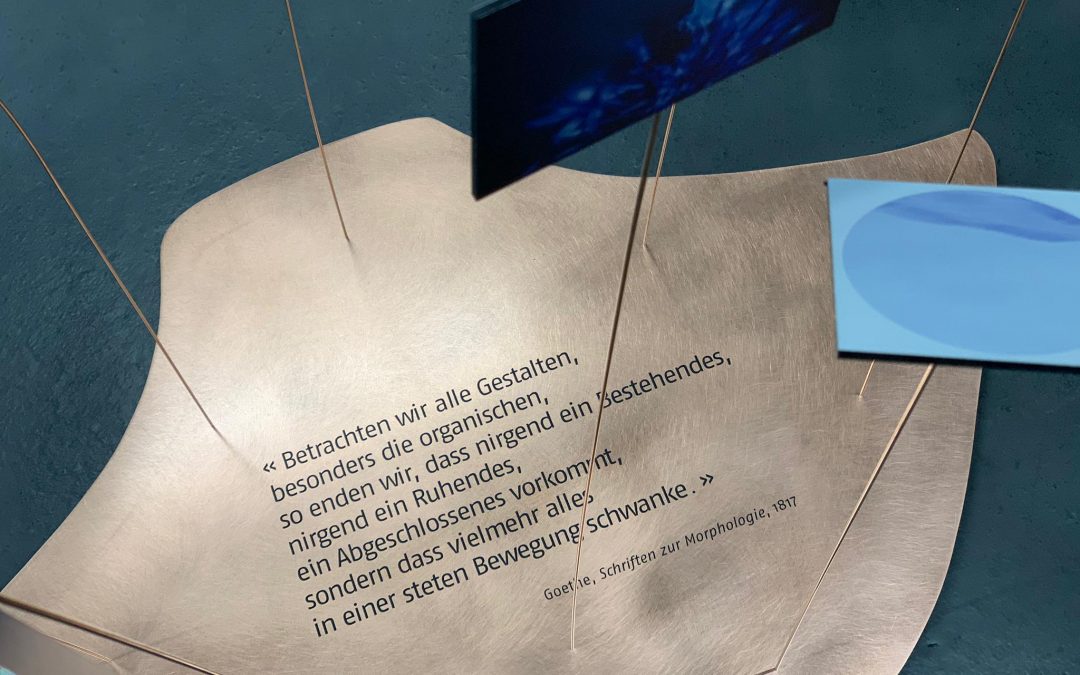 « Betrachten wir alle Gestalten,
besonders die organischen,
so enden wir, dass nirgend ein Bestehendes,
nirgend ein Ruhendes,
ein Abgeschlossenes vorkommt,
sondern dass vielmehr alles
in einer steten Bewegung schwanke . »
Goethe, Schriften zur Morphologie, 1817